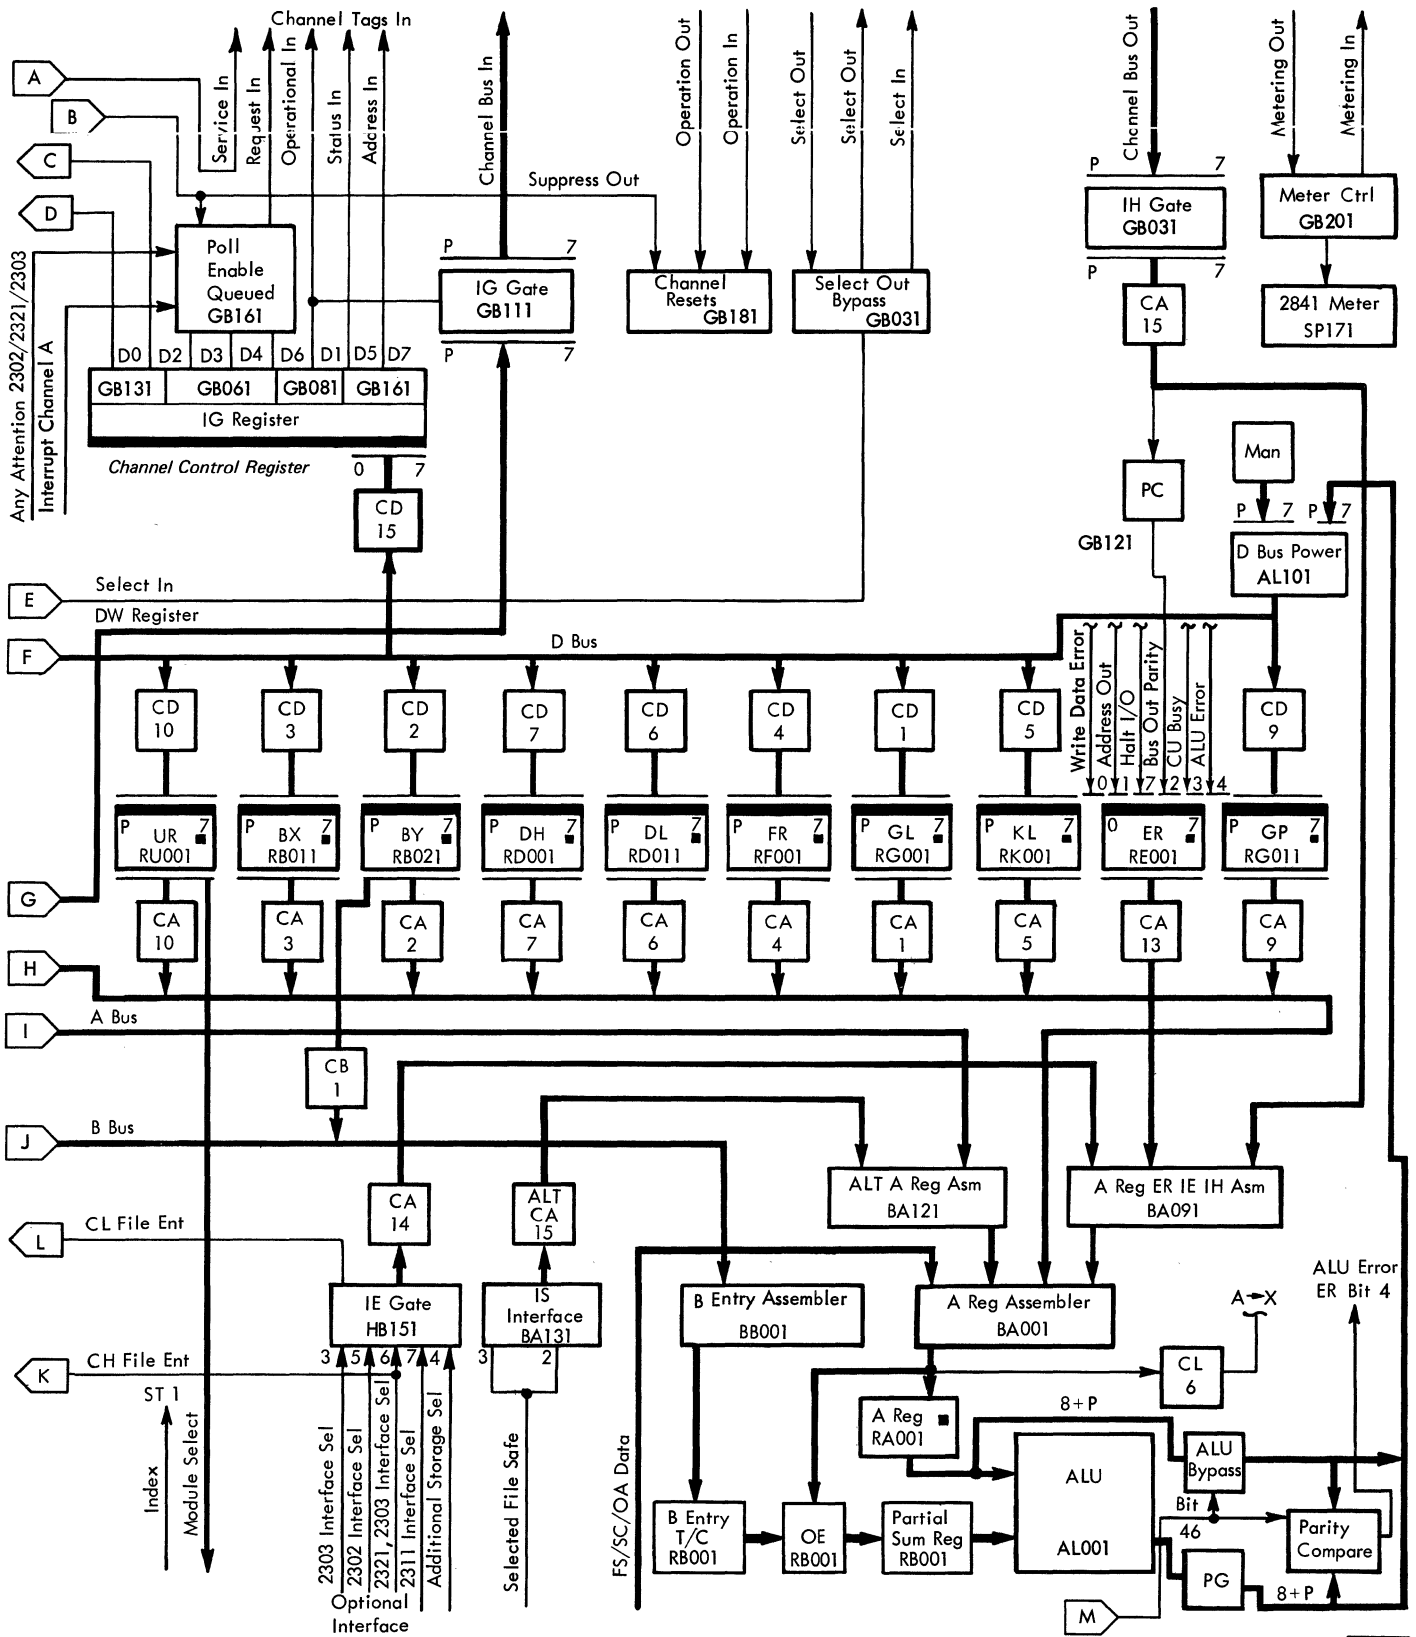 Channel Tags In
A
B
C
D
Service In
Request In
Operational In
Status In
Address In
Channel Bus In
Suppress Out
Operation Out
Operation In
Select Out
Select Out
Select In
Channel Bus Out
Metering Out
Metering In
P 7
IH Gate
GB031
P 7
Meter Ctrl
GB201
2841 Meter
SP171
Poll
Enable
Queued
GB161
P 7
IG Gate
GB111
P 7
Channel
Resets
GB181
Select Out
Bypass
GB031
CA
15
Any Attention 2302/2321/2303
Interrupt Channel A
D0 D2 D3 D4 D6 D1 D5 D7
GB131 GB061 GB081 GB161
IG Register
Channel Control Register
0 7
CD
15
Man
PC
GB121
P 7 P 7
D Bus Power
AL101
E
Select In
DW Register
F
D Bus
Write Data Error
Address Out
Halt I/O
Bus Out Parity
CU Busy
ALU Error
0 1 7 2 3 4
CD
10
CD
3
CD
2
CD
7
CD
6
CD
4
CD
1
CD
5
CD
9
P UR 7
RU001
P BX 7
RB011
P BY 7
RB021
P DH 7
RD001
P DL 7
RD011
P FR 7
RF001
P GL 7
RG001
P KL 7
RK001
0 ER 7
RE001
P GP 7
RG011
G
CA
10
CA
3
CA
2
CA
7
CA
6
CA
4
CA
1
CA
5
CA
13
CA
9
H
I
A Bus
CB
1
J
B Bus
CA
14
ALT
CA
15
ALT A Reg Asm
BA121
A Reg ER IE IH Asm
BA091
L
CL File Ent
IE Gate
HB151
3 5 6 7 4
IS
Interface
BA131
3 2
B Entry Assembler
BB001
A Reg Assembler
BA001
ALU Error
ER Bit 4
A→X
K
CH File Ent
ST 1
Index
Module Select
2303 Interface Sel
2302 Interface Sel
2321, 2303 Interface Sel
2311 Interface Sel
Additional Storage Sel
Optional
Interface
Selected File Safe
FS/SC/OA Data
CL
6
A Reg
RA001
8+P
ALU
AL001
ALU
Bypass
Bit
46
B Entry
T/C
RB001
OE
RB001
Partial
Sum Reg
RB001
Parity
Compare
PG
8+P
M